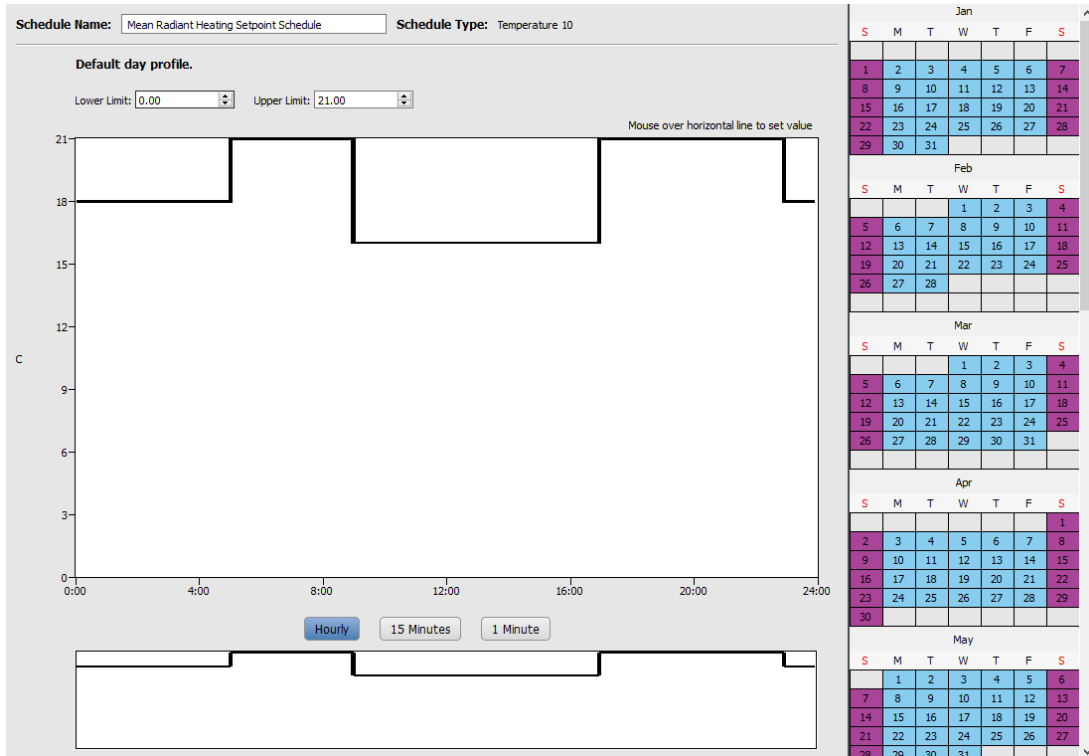 Schedule Name: Mean Radiant Heating Setpoint Schedule Schedule Type: Temperature 10
Default day profile.
Lower Limit: 0.00 Upper Limit: 21.00
Mouse over horizontal line to set value
21
18
15
12
C
9
6
3
0
0:00 4:00 8:00 12:00 16:00 20:00 24:00
Hourly 15 Minutes 1 Minute
Jan
S M T W T F S
1 2 3 4 5 6 7
8 9 10 11 12 13 14
15 16 17 18 19 20 21
22 23 24 25 26 27 28
29 30 31
Feb
S M T W T F S
1 2 3 4
5 6 7 8 9 10 11
12 13 14 15 16 17 18
19 20 21 22 23 24 25
26 27 28
Mar
S M T W T F S
1 2 3 4
5 6 7 8 9 10 11
12 13 14 15 16 17 18
19 20 21 22 23 24 25
26 27 28 29 30 31
Apr
S M T W T F S
1
2 3 4 5 6 7 8
9 10 11 12 13 14 15
16 17 18 19 20 21 22
23 24 25 26 27 28 29
30
May
S M T W T F S
1 2 3 4 5 6
7 8 9 10 11 12 13
14 15 16 17 18 19 20
21 22 23 24 25 26 27
28 29 30 31